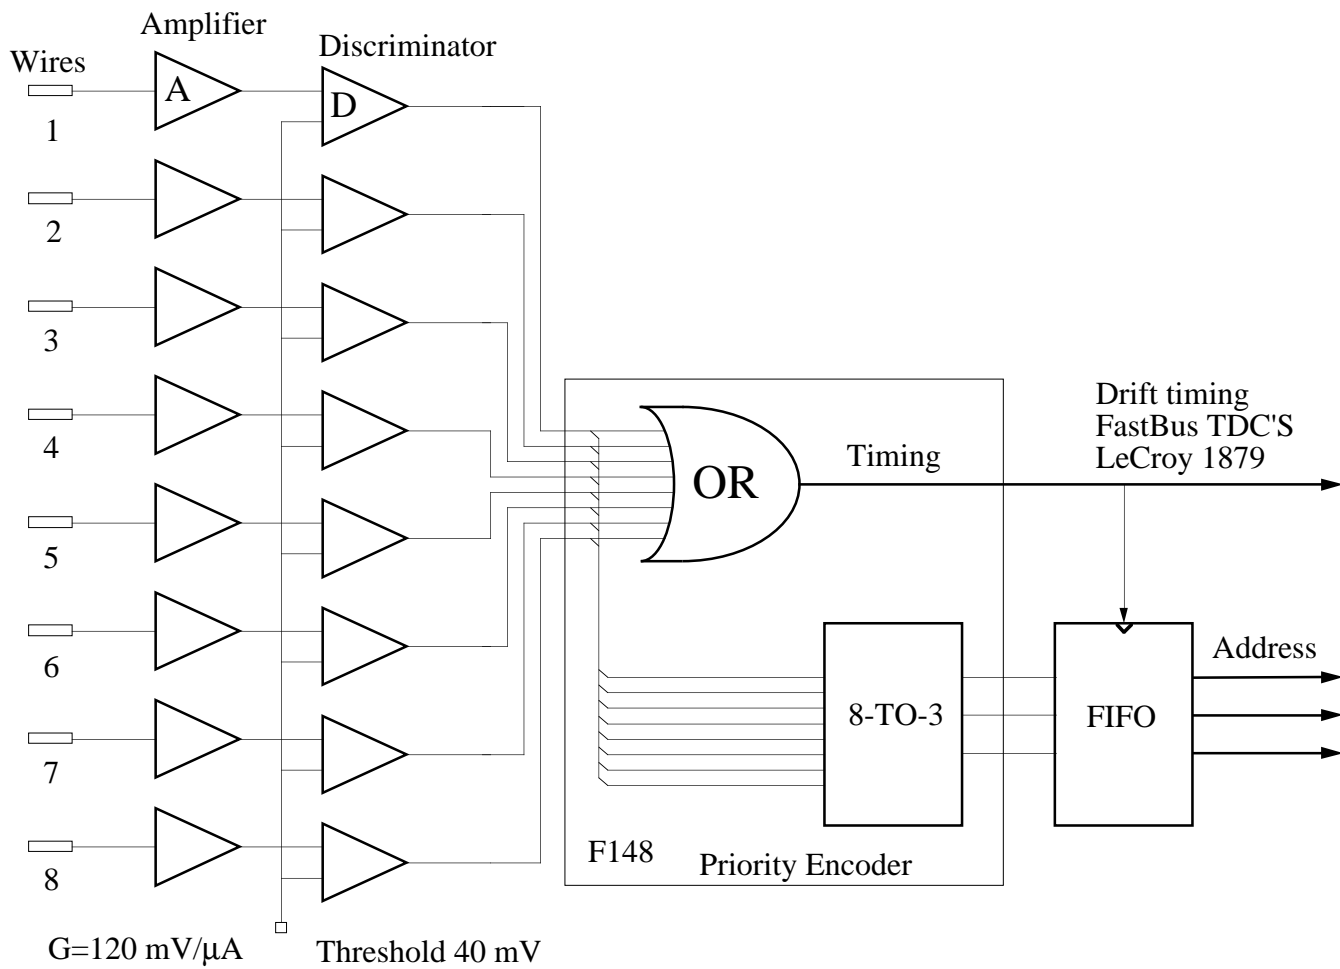 Amplifier
Discriminator
Wires
A
D
1
2
3
4
5
6
7
8
Drift timing
FastBus TDC'S
LeCroy 1879
Timing
OR
Address
8-TO-3
FIFO
F148
Priority Encoder
G=120 mV/μA
Threshold 40 mV